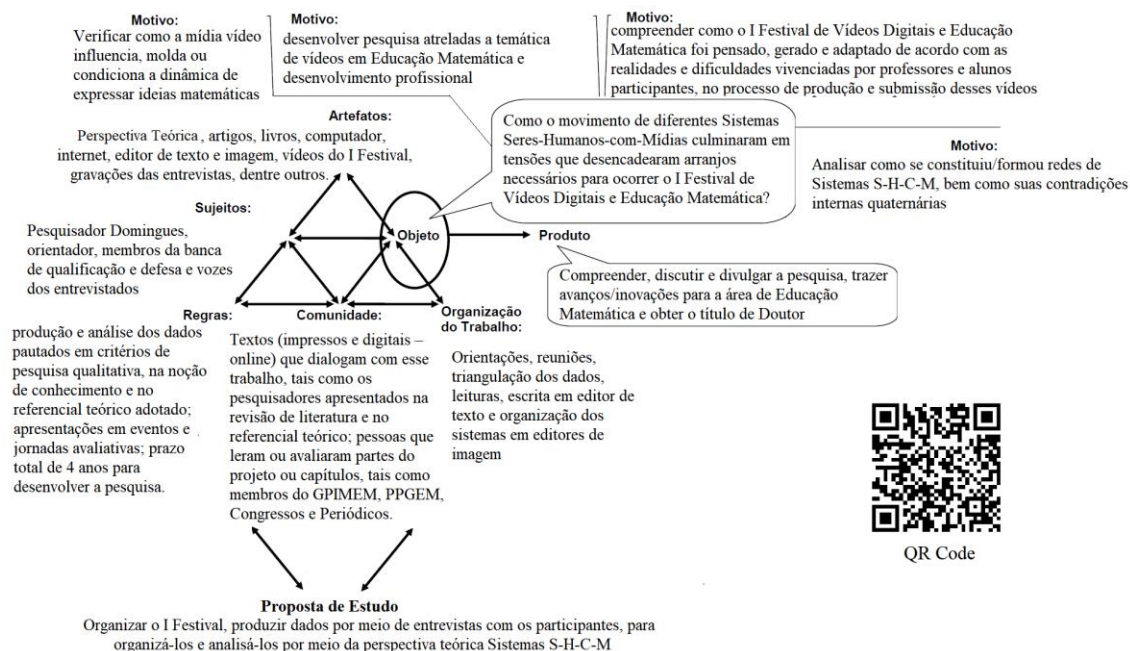 Motivo:
Verificar como a mídia vídeo
influencia, molda ou
condiciona a dinâmica de
expressar ideias matemáticas
Motivo:
desenvolver pesquisa atreladas a temática
de vídeos em Educação Matemática e
desenvolvimento profissional
Motivo:
compreender como o I Festival de Vídeos Digitais e Educação
Matemática foi pensado, gerado e adaptado de acordo com as
realidades e dificuldades vivenciadas por professores e alunos
participantes, no processo de produção e submissão desses vídeos
Artefatos:
Perspectiva Teórica , artigos, livros, computador,
internet, editor de texto e imagem, vídeos do I Festival,
gravações das entrevistas, dentre outros.
Como o movimento de diferentes Sistemas
Seres-Humanos-com-Mídias culminaram em
tensões que desencadearam arranjos
necessários para ocorrer o I Festival de
Vídeos Digitais e Educação Matemática?
Motivo:
Analisar como se constituiu/formou redes de
Sistemas S-H-C-M, bem como suas contradições
internas quaternárias
Sujeitos:
Pesquisador Domingues,
orientador, membros da banca
de qualificação e defesa e vozes
dos entrevistados
Objeto
Produto
Compreender, discutir e divulgar a pesquisa, trazer
avanços/inovações para a área de Educação
Matemática e obter o título de Doutor
Regras:
produção e análise dos dados
pautados em critérios de
pesquisa qualitativa, na noção
de conhecimento e no
referencial teórico adotado;
apresentações em eventos e
jornadas avaliativas; prazo
total de 4 anos para
desenvolver a pesquisa.
Comunidade:
Textos (impressos e digitais –
online) que dialogam com esse
trabalho, tais como os
pesquisadores apresentados na
revisão de literatura e no
referencial teórico; pessoas que
leram ou avaliaram partes do
projeto ou capítulos, tais como
membros do GPIMEM, PPGEM,
Congressos e Periódicos.
Organização
do Trabalho:
Orientações, reuniões,
triangulação dos dados,
leituras, escrita em editor de
texto e organização dos
sistemas em editores de
imagem
QR Code
Proposta de Estudo
Organizar o I Festival, produzir dados por meio de entrevistas com os participantes, para
organizá-los e analisá-los por meio da perspectiva teórica Sistemas S-H-C-M